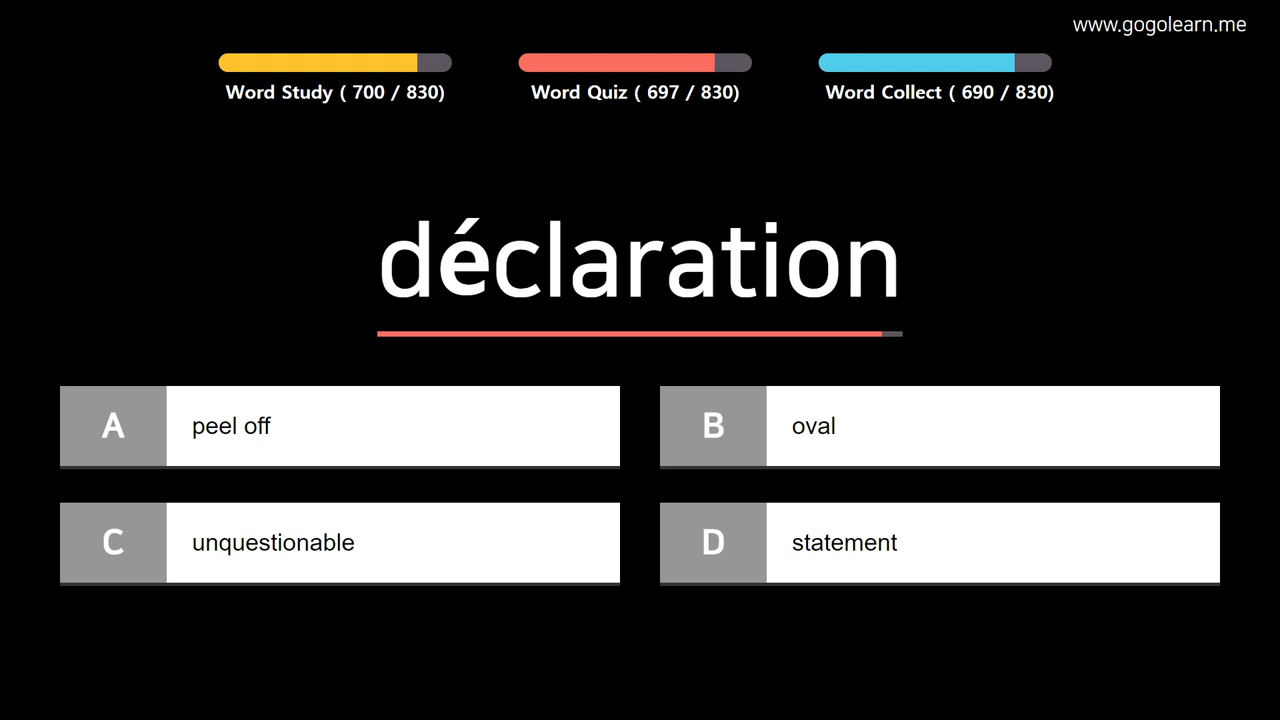 www.gogolearn.me
Word Study ( 700 / 830)
Word Quiz ( 697 / 830)
Word Collect ( 690 / 830)
déclaration
A
peel off
B
oval
C
unquestionable
D
statement